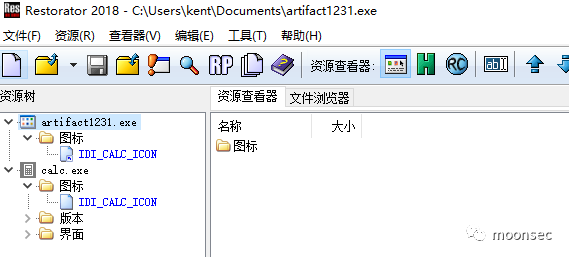 Res Restorator 2018 - C:\Users\kent\Documents\artifact1231.exe
文件(F) 资源(R) 查看器(V) 编辑(E) 工具(T) 帮助(H)
RP 资源查看器: H RC ab
资源树
资源查看器 文件浏览器
artifact1231.exe
图标
IDI_CALC_ICON
calc.exe
图标
IDI_CALC_ICON
版本
界面
名称 大小
图标
moonsec